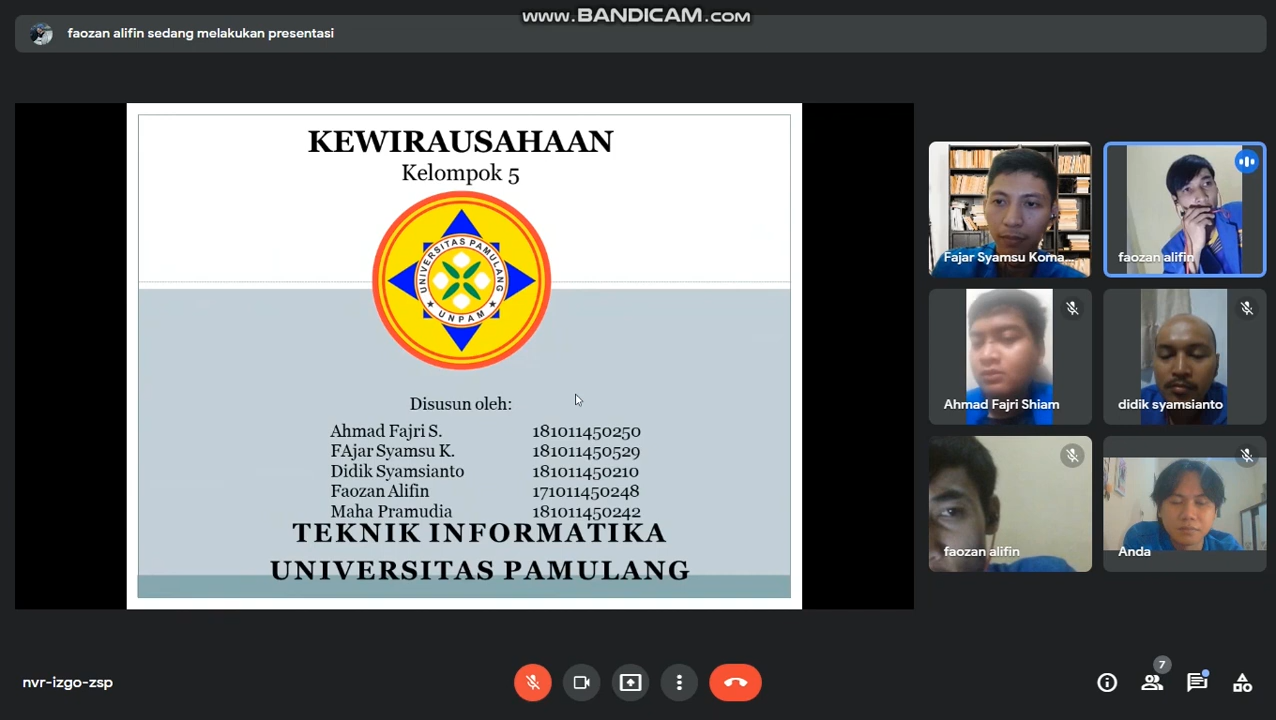 www.BANDICAM.com
faozan alifin sedang melakukan presentasi
KEWIRAUSAHAAN
Kelompok 5
UNIVERSITAS PAMULANG
★ UNPAM ★
Disusun oleh:
Ahmad Fajri S. 181011450250
FAjar Syamsu K. 181011450529
Didik Syamsianto 181011450210
Faozan Alifin 171011450248
Maha Pramudia 181011450242
TEKNIK INFORMATIKA
UNIVERSITAS PAMULANG
Fajar Syamsu Koma...
faozan alifin
Ahmad Fajri Shiam
didik syamsianto
faozan alifin
Anda
nvr-izgo-zsp
7